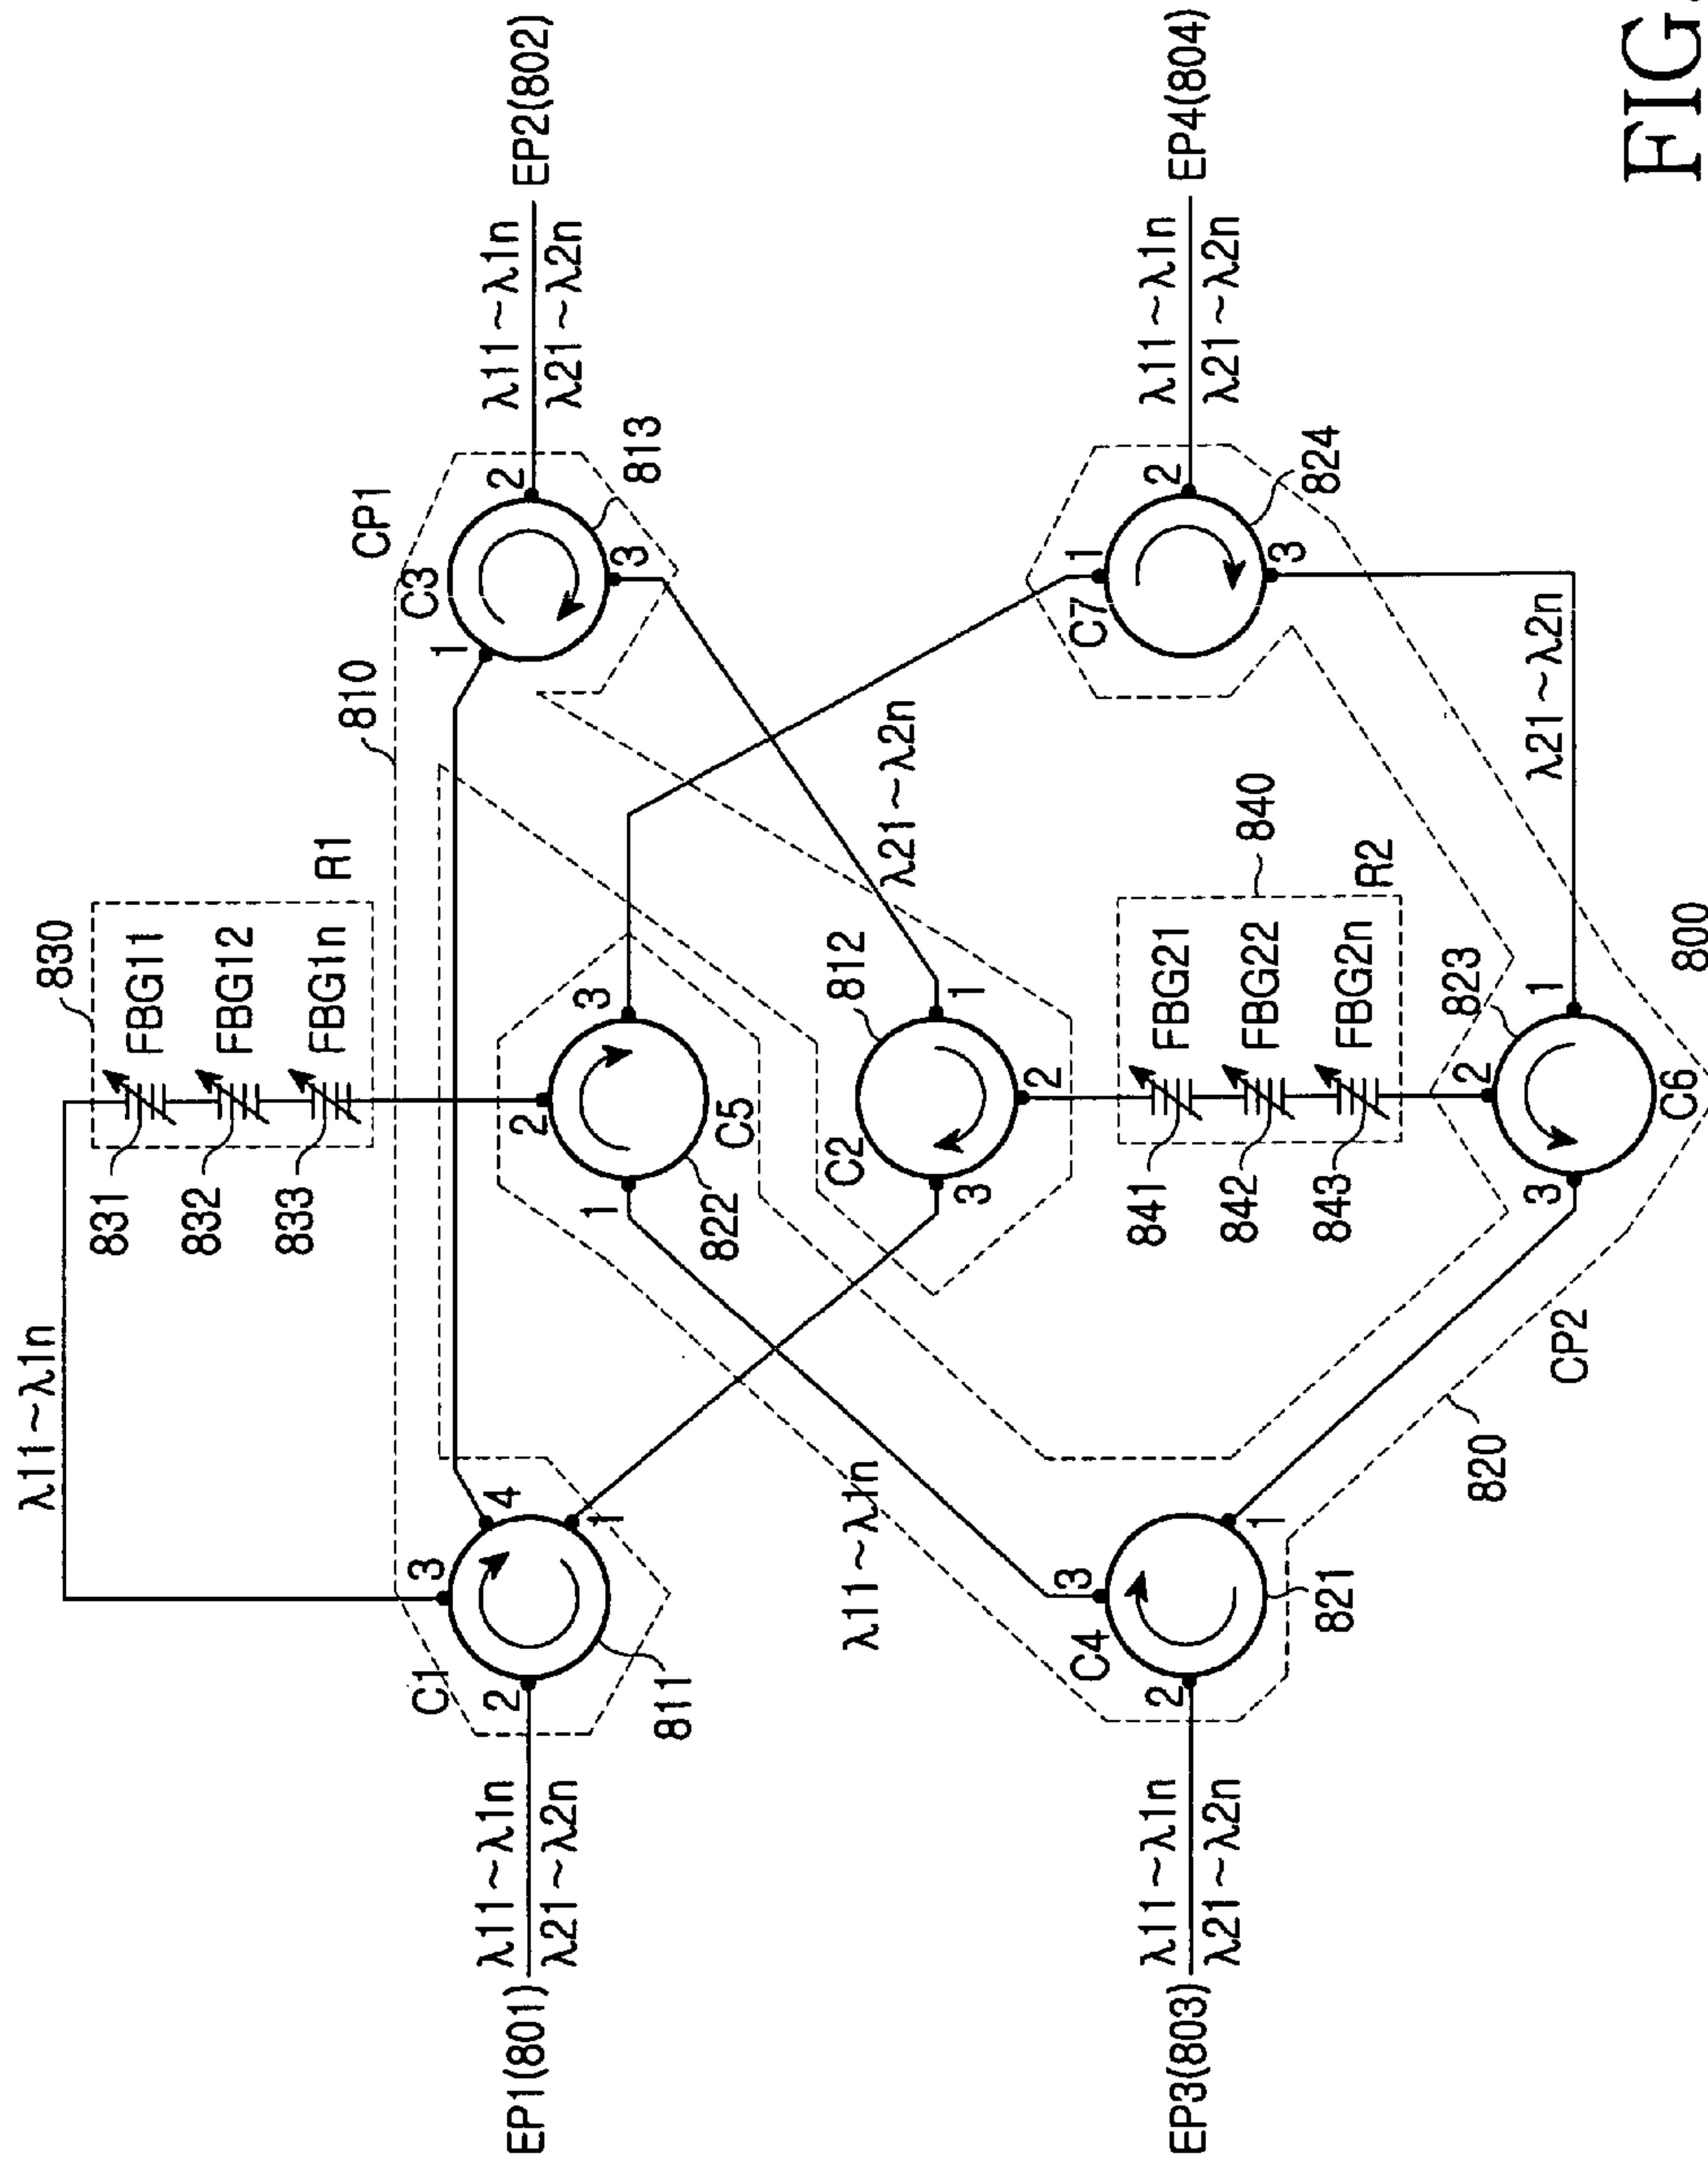 λ11~λ1n
830
FBG11
FBG12
FBG1n
R1
831
832
833
810
CP1
C1
3
4
2
1
811
C3
1
2
3
813
EP1(801)
λ11~λ1n
λ21~λ2n
λ11~λ1n
λ21~λ2n
EP2(802)
2
1
3
C5
822
λ21~λ2n
812
C2
3
1
2
λ11~λ1n
840
FBG21
FBG22
FBG2n
R2
841
842
843
C4
3
2
1
821
C7
1
2
3
824
EP3(803)
λ11~λ1n
λ21~λ2n
λ11~λ1n
λ21~λ2n
EP4(804)
823
2
3
1
C6
λ21~λ2n
820
CP2
800
FIG.